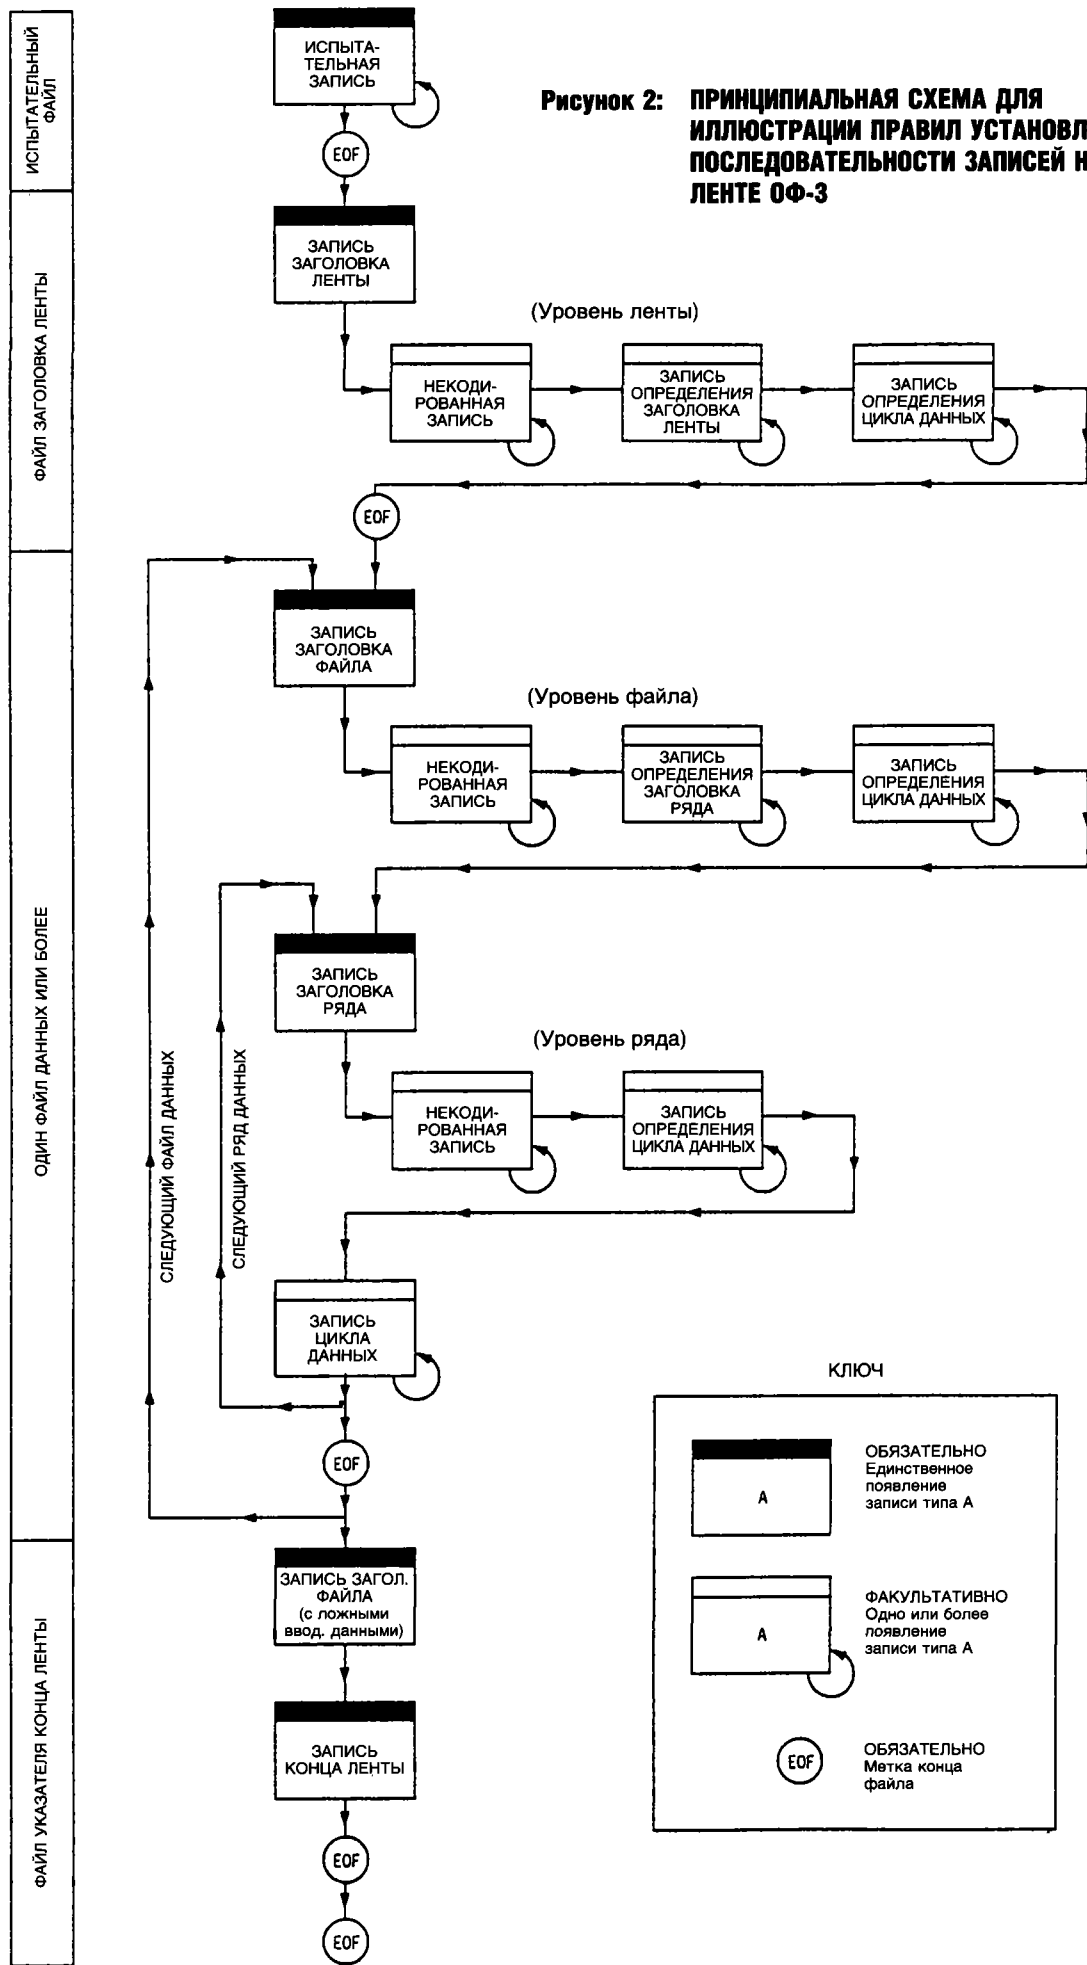 ИСПЫТАТЕЛЬНЫЙ
ФАЙЛ
ИСПЫТА-
ТЕЛЬНАЯ
ЗАПИСЬ
EOF
Рисунок 2: ПРИНЦИПИАЛЬНАЯ СХЕМА ДЛЯ
ИЛЛЮСТРАЦИИ ПРАВИЛ УСТАНОВЛ
ПОСЛЕДОВАТЕЛЬНОСТИ ЗАПИСЕЙ Н
ЛЕНТЕ ОФ-3
ФАЙЛ ЗАГОЛОВКА ЛЕНТЫ
ЗАПИСЬ
ЗАГОЛОВКА
ЛЕНТЫ
(Уровень ленты)
НЕКОДИ-
РОВАННАЯ
ЗАПИСЬ
ЗАПИСЬ
ОПРЕДЕЛЕНИЯ
ЗАГОЛОВКА
ЛЕНТЫ
ЗАПИСЬ
ОПРЕДЕЛЕНИЯ
ЦИКЛА ДАННЫХ
EOF
ОДИН ФАЙЛ ДАННЫХ ИЛИ БОЛЕЕ
ЗАПИСЬ
ЗАГОЛОВКА
ФАЙЛА
(Уровень файла)
НЕКОДИ-
РОВАННАЯ
ЗАПИСЬ
ЗАПИСЬ
ОПРЕДЕЛЕНИЯ
ЗАГОЛОВКА
РЯДА
ЗАПИСЬ
ОПРЕДЕЛЕНИЯ
ЦИКЛА ДАННЫХ
СЛЕДУЮЩИЙ ФАЙЛ ДАННЫХ
СЛЕДУЮЩИЙ РЯД ДАННЫХ
ЗАПИСЬ
ЗАГОЛОВКА
РЯДА
(Уровень ряда)
НЕКОДИ-
РОВАННАЯ
ЗАПИСЬ
ЗАПИСЬ
ОПРЕДЕЛЕНИЯ
ЦИКЛА ДАННЫХ
ЗАПИСЬ
ЦИКЛА
ДАННЫХ
EOF
ФАЙЛ УКАЗАТЕЛЯ КОНЦА ЛЕНТЫ
ЗАПИСЬ ЗАГОЛ.
ФАЙЛА
(с ложными
ввод. данными)
ЗАПИСЬ
КОНЦА ЛЕНТЫ
EOF
EOF
КЛЮЧ
A
ОБЯЗАТЕЛЬНО
Единственное
появление
записи типа А
A
ФАКУЛЬТАТИВНО
Одно или более
появление
записи типа А
EOF
ОБЯЗАТЕЛЬНО
Метка конца
файла